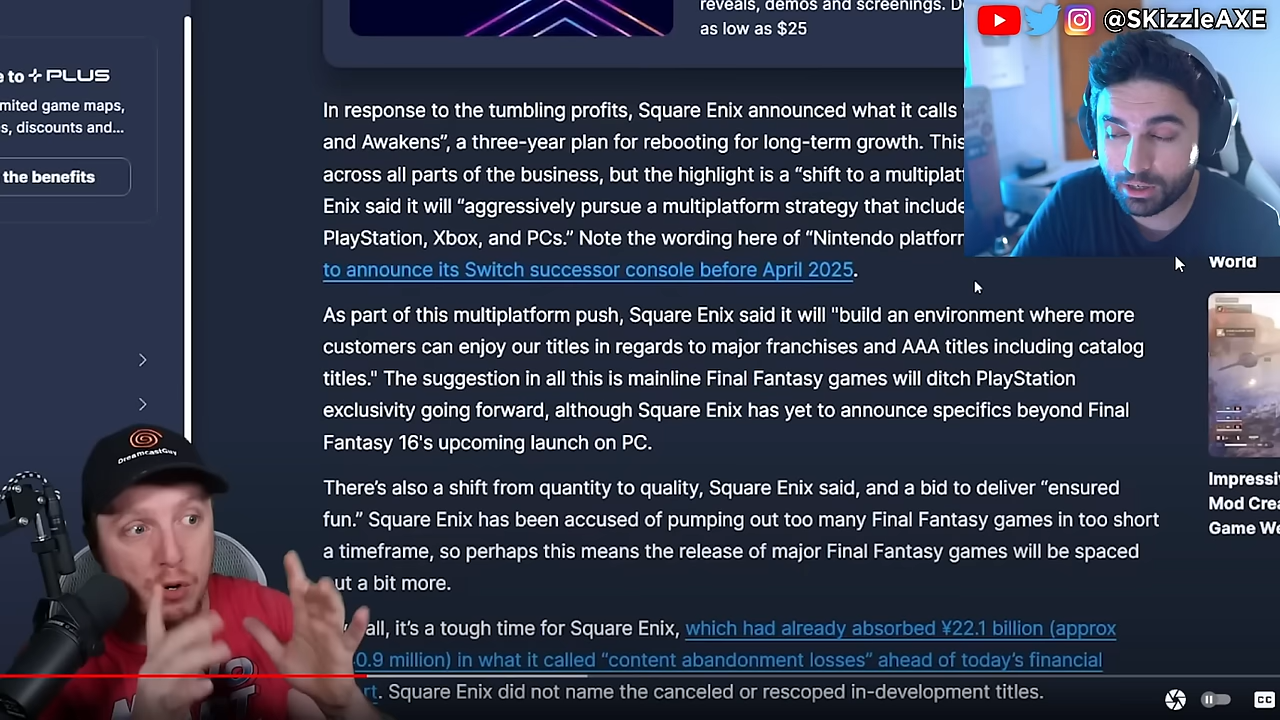 reveals, demos and screenings.
as low as $25
@SKizzleAXE
e to PLUS
mited game maps,
s, discounts and...
the benefits
In response to the tumbling profits, Square Enix announced what it calls
and Awakens”, a three-year plan for rebooting for long-term growth. This
across all parts of the business, but the highlight is a “shift to a
Enix said it will “aggressively pursue a multiplatform strategy that
PlayStation, Xbox, and PCs.” Note the wording here of “Nintendo
to announce its Switch successor console before April 2025.
World
As part of this multiplatform push, Square Enix said it will "build an environment where more
customers can enjoy our titles in regards to major franchises and AAA titles including catalog
titles." The suggestion in all this is mainline Final Fantasy games will ditch PlayStation
exclusivity going forward, although Square Enix has yet to announce specifics beyond Final
Fantasy 16's upcoming launch on PC.
There’s also a shift from quantity to quality, Square Enix said, and a bid to deliver “ensured
fun.” Square Enix has been accused of pumping out too many Final Fantasy games in too short
a timeframe, so perhaps this means the release of major Final Fantasy games will be spaced
out a bit more.
all, it’s a tough time for Square Enix, which had already absorbed ¥22.1 billion (approx
0.9 million) in what it called “content abandonment losses” ahead of today’s financial
rt. Square Enix did not name the canceled or rescoped in-development titles.
Mod
Game
DreamcastGuy
CC